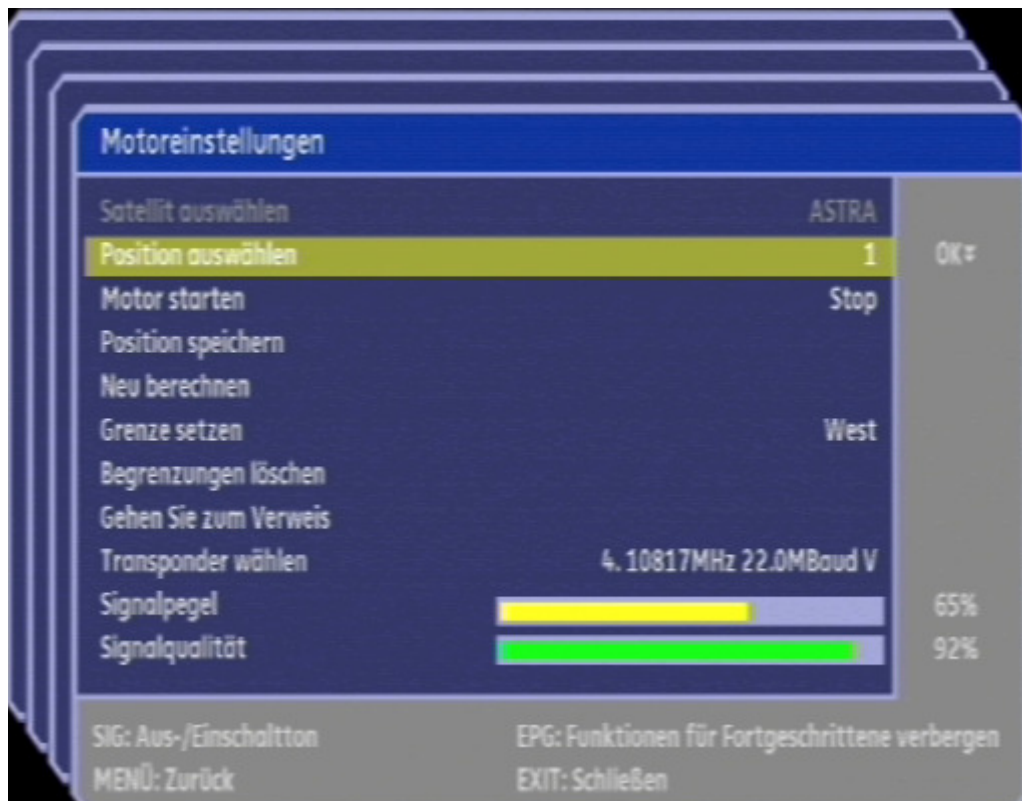 Motoreinstellungen
Satellit auswählen ASTRA
Position auswählen 1 OK
Motor starten Stop
Position speichern
Neu berechnen
Grenze setzen West
Begrenzungen löschen
Gehen Sie zum Verweis
Transponder wählen 4. 10817MHz 22.0MBaud V
Signalpegel 65%
Signalqualität 92%
SIG: Aus-/Einschaltton EPG: Funktionen für Fortgeschrittene verbergen
MENÜ: Zurück EXIT: Schließen